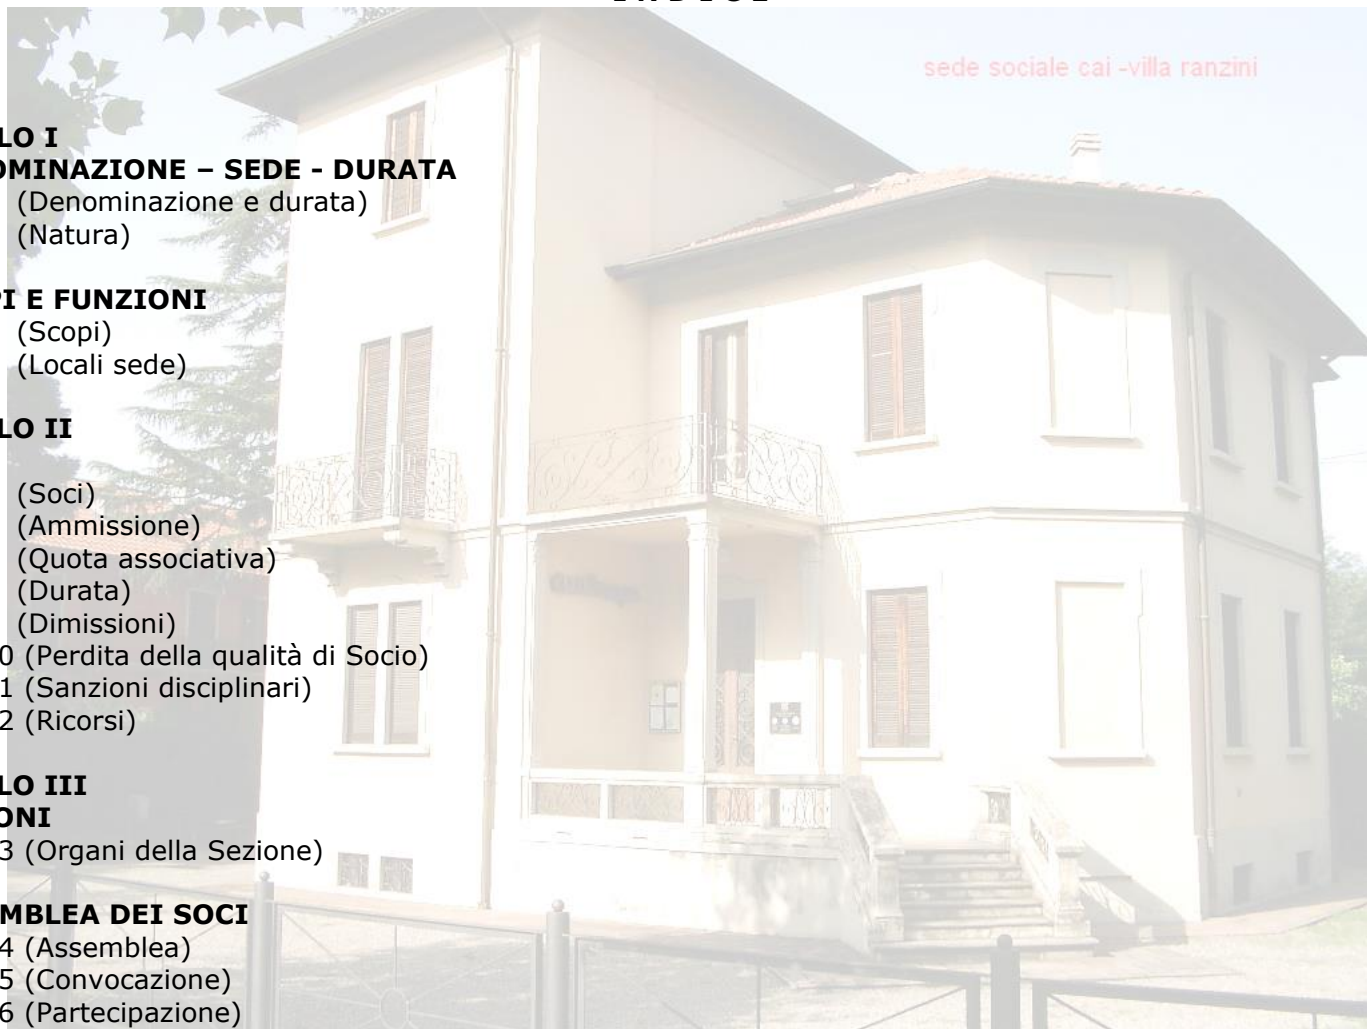 sede sociale cai -villa ranzini
LO I
OMINAZIONE – SEDE - DURATA
(Denominazione e durata)
(Natura)
PI E FUNZIONI
(Scopi)
(Locali sede)
LO II
(Soci)
(Ammissione)
(Quota associativa)
(Durata)
(Dimissioni)
0 (Perdita della qualità di Socio)
1 (Sanzioni disciplinari)
2 (Ricorsi)
LO III
ONI
3 (Organi della Sezione)
MBLEA DEI SOCI
4 (Assemblea)
5 (Convocazione)
6 (Partecipazione)